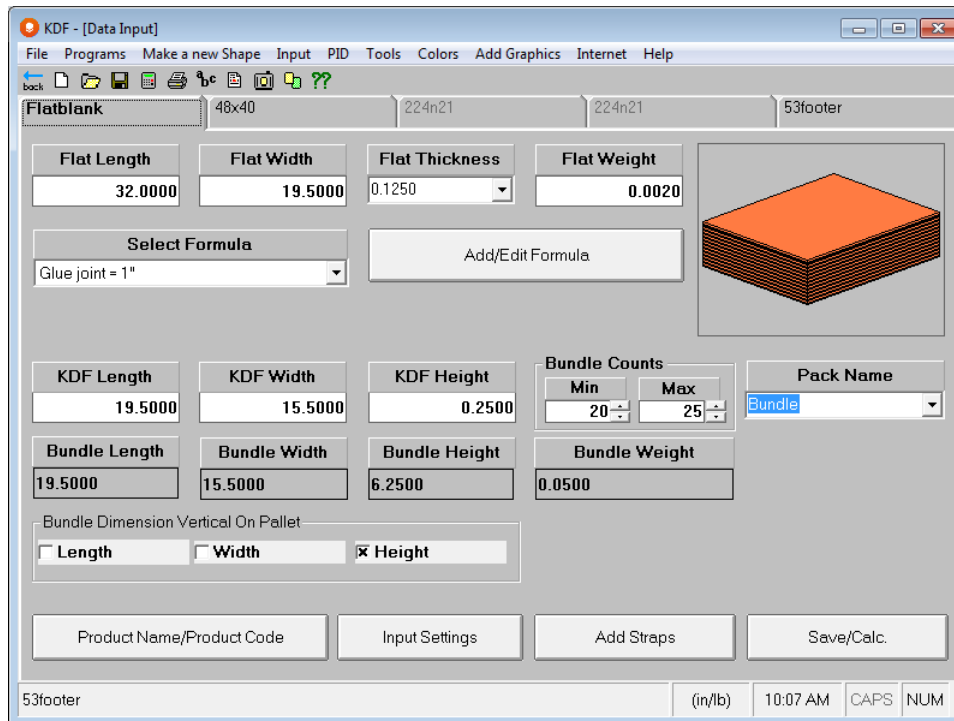 KDF - [Data Input]
File Programs Make a new Shape Input PID Tools Colors Add Graphics Internet Help
back abc ??
Flatblank 48x40 224n21 224n21 53footer
Flat Length Flat Width Flat Thickness Flat Weight
32.0000 19.5000 0.1250 0.0020
Select Formula
Add/Edit Formula
Glue joint = 1"
Bundle Counts
KDF Length KDF Width KDF Height Min Max Pack Name
19.5000 15.5000 0.2500 20 25 Bundle
Bundle Length Bundle Width Bundle Height Bundle Weight
19.5000 15.5000 6.2500 0.0500
Bundle Dimension Vertical On Pallet
Length Width Height
Product Name/Product Code Input Settings Add Straps Save/Calc.
53footer (in/lb) 10:07 AM CAPS NUM